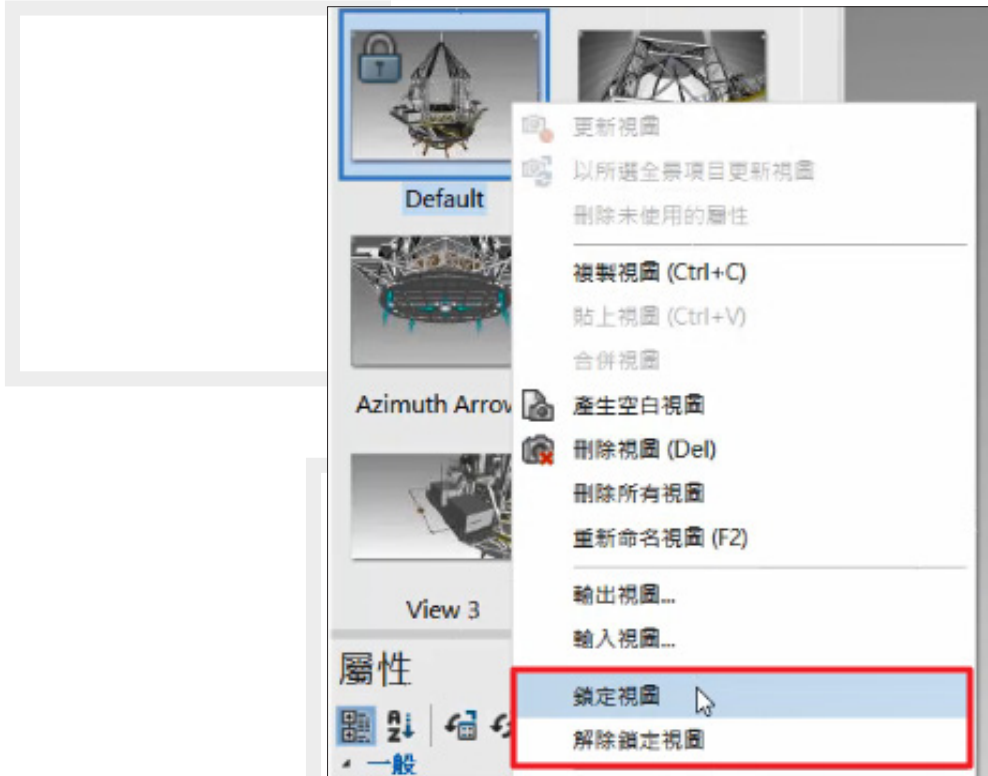 Default
Azimuth Arrov
View 3
屬性
一般
更新視圖
以所選全景項目更新視圖
刪除未使用的屬性
複製視圖 (Ctrl+C)
貼上視圖 (Ctrl+V)
合併視圖
產生空白視圖
刪除視圖 (Del)
刪除所有視圖
重新命名視圖 (F2)
輸出視圖...
輸入視圖...
鎖定視圖
解除鎖定視圖